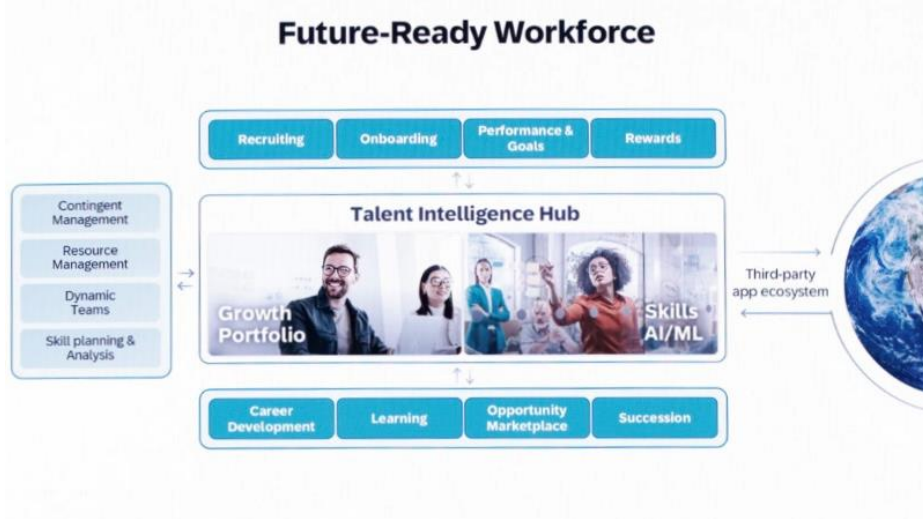 Future-Ready Workforce
Recruiting
Onboarding
Performance &
Goals
Rewards
Contingent
Management
Resource
Management
Dynamic
Teams
Skill planning &
Analysis
Talent Intelligence Hub
Growth
Portfolio
Skills
AI/ML
Third-party
app ecosystem
Career
Development
Learning
Opportunity
Marketplace
Succession